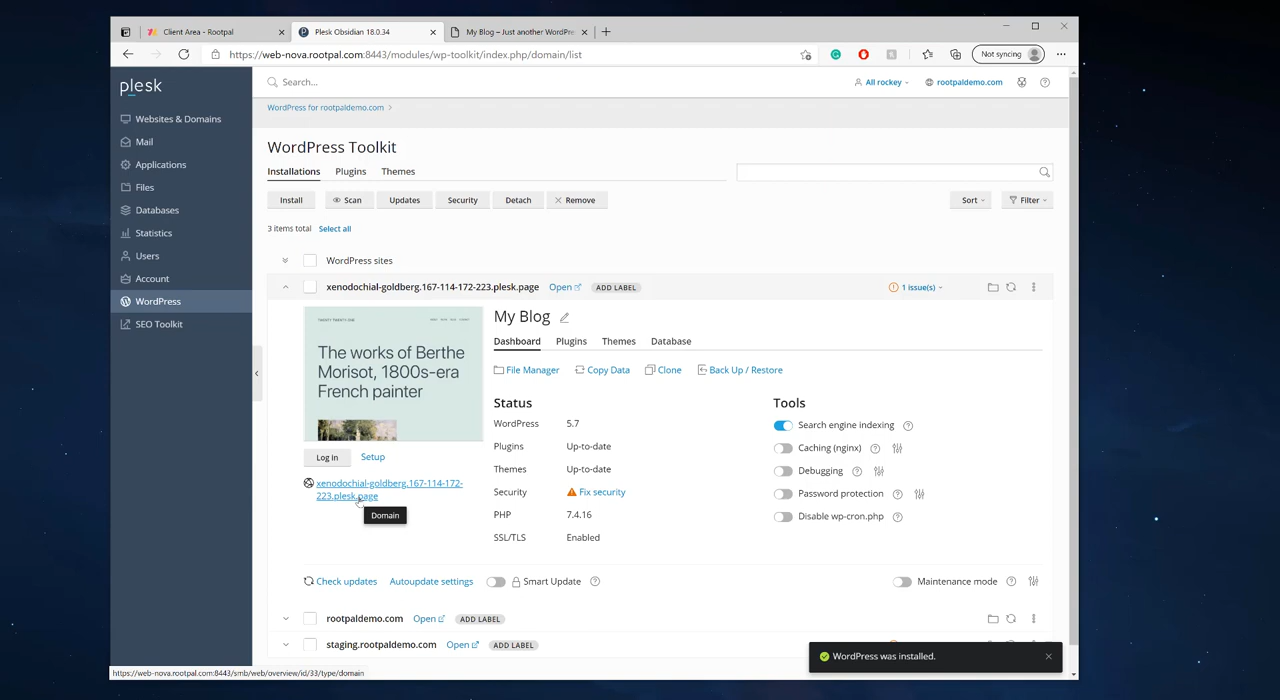 Client Area - Rootpal
Plesk Obsidian 18.0.34
My Blog – Just another WordPre
https://web-nova.rootpal.com:8443/modules/wp-toolkit/index.php/domain/list
Not syncing
plesk
Search...
All rockey
rootpaldemo.com
Websites & Domains
Mail
Applications
Files
Databases
Statistics
Users
Account
WordPress
SEO Toolkit
WordPress for rootpaldemo.com
WordPress Toolkit
Installations Plugins Themes
Install Scan Updates Security Detach Remove Sort Filter
3 items total Select all
WordPress sites
xenodochial-goldberg.167-114-172-223.plesk.page Open ADD LABEL 1 issue(s)
TWENTY TWENTY-ONE
The works of Berthe
Morisot, 1800s-era
French painter
Log in Setup
xenodochial-goldberg.167-114-172-
223.plesk.page
Domain
My Blog
Dashboard Plugins Themes Database
File Manager Copy Data Clone Back Up / Restore
Status
WordPress 5.7
Plugins Up-to-date
Themes Up-to-date
Security Fix security
PHP 7.4.16
SSL/TLS Enabled
Tools
Search engine indexing
Caching (nginx)
Debugging
Password protection
Disable wp-cron.php
Check updates Autoupdate settings Smart Update Maintenance mode
rootpaldemo.com Open ADD LABEL
staging.rootpaldemo.com Open ADD LABEL
WordPress was installed.
https://web-nova.rootpal.com:8443/smb/web/overview/id/33/type/domain